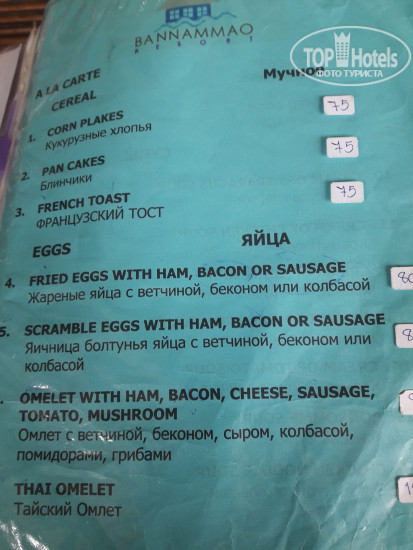 BANNAMMAO
RESORT
TOP Hotels
ФОТО ТУРИСТА
A LA CARTE
CEREAL Мучное
1. CORN PLAKES 75
Кукурузные хлопья
2. PAN CAKES 75
Блинчики
3. FRENCH TOAST 75
ФРАНЦУЗСКИЙ ТОСТ
EGGS ЯЙЦА
4. FRIED EGGS WITH HAM, BACON OR SAUSAGE
Жареные яйца с ветчиной, беконом или колбасой
5. SCRAMBLE EGGS WITH HAM, BACON OR SAUSAGE
Яичница болтунья яйца с ветчиной, беконом или
колбасой
OMELET WITH HAM, BACON, CHEESE, SAUSAGE,
TOMATO, MUSHROOM
Омлет с ветчиной, беконом, сыром, колбасой,
помидорами, грибами
THAI OMELET
Тайский Омлет